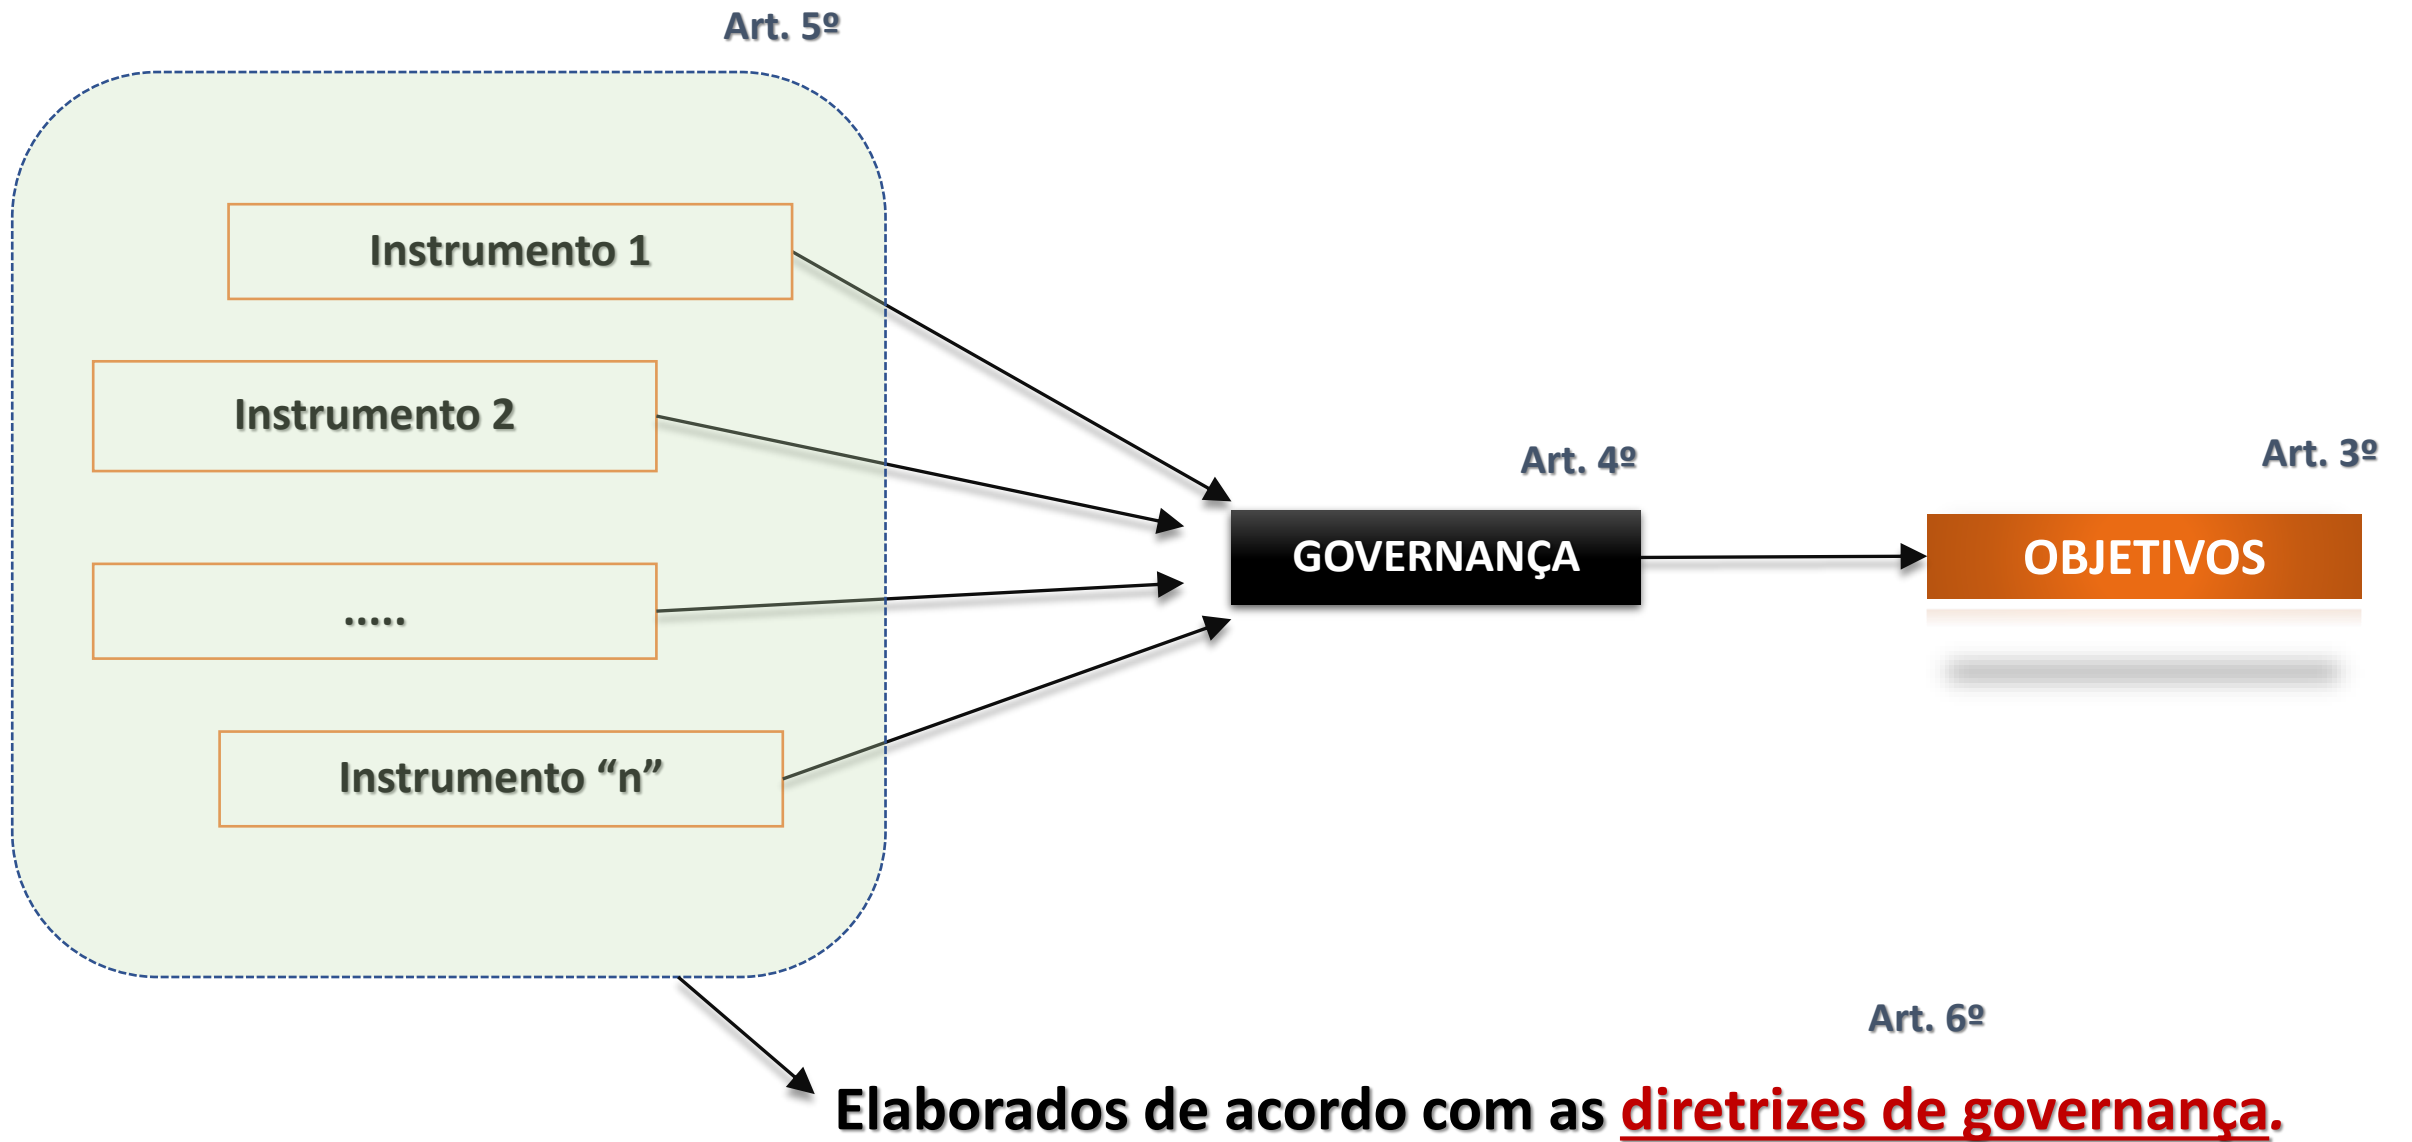 Art. 5º
Instrumento 1
Instrumento 2
.....
Instrumento “n”
Art. 4º
GOVERNANÇA
Art. 3º
OBJETIVOS
Art. 6º
Elaborados de acordo com as diretrizes de governança.